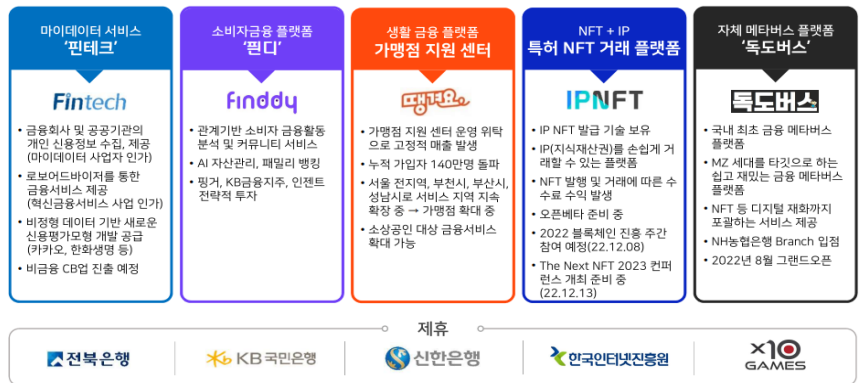 마이데이터 서비스
‘핀테크’
Fintech
• 금융회사 및 공공기관의
개인 신용정보 수집, 제공
(마이데이터 사업자 인가)
• 로보어드바이저를 통한
금융서비스 제공
(혁신금융서비스 사업 인가)
• 비정형 데이터 기반 새로운
신용평가모형 개발 공급
(카카오, 한화생명 등)
• 비금융 CB업 진출 예정
소비자금융 플랫폼
‘핀디’
Finddy
• 관계기반 소비자 금융활동
분석 및 커뮤니티 서비스
• AI 자산관리, 패밀리 뱅킹
• 핑거, KB금융지주, 인젠트
전략적 투자
생활 금융 플랫폼
가맹점 지원 센터
땡겨요
• 가맹점 지원 센터 운영 위탁
으로 고정적 매출 발생
• 누적 가입자 140만명 돌파
• 서울 전지역, 부천시, 부산시,
성남시로 서비스 지역 지속
확장 중 → 가맹점 확대 중
• 소상공인 대상 금융서비스
확대 가능
NFT + IP
특허 NFT 거래 플랫폼
IPNFT
• IP NFT 발급 기술 보유
• IP(지식재산권)를 손쉽게 거
래할 수 있는 플랫폼
• NFT 발행 및 거래에 따른 수
수료 수익 발생
• 오픈베타 준비 중
• 2022 블록체인 진흥 주간
참여 예정(22.12.08)
• The Next NFT 2023 컨퍼
런스 개최 준비 중
(22.12.13)
자체 메타버스 플랫폼
‘독도버스’
독도버스
• 국내 최초 금융 메타버스
플랫폼
• MZ 세대를 타깃으로 하는
쉽고 재밌는 금융 메타버스
플랫폼
• NFT 등 디지털 재화까지
포괄하는 서비스 제공
• NH농협은행 Branch 입점
• 2022년 8월 그랜드오픈
제휴
전북은행
KB국민은행
신한은행
한국인터넷진흥원
X10
GAMES